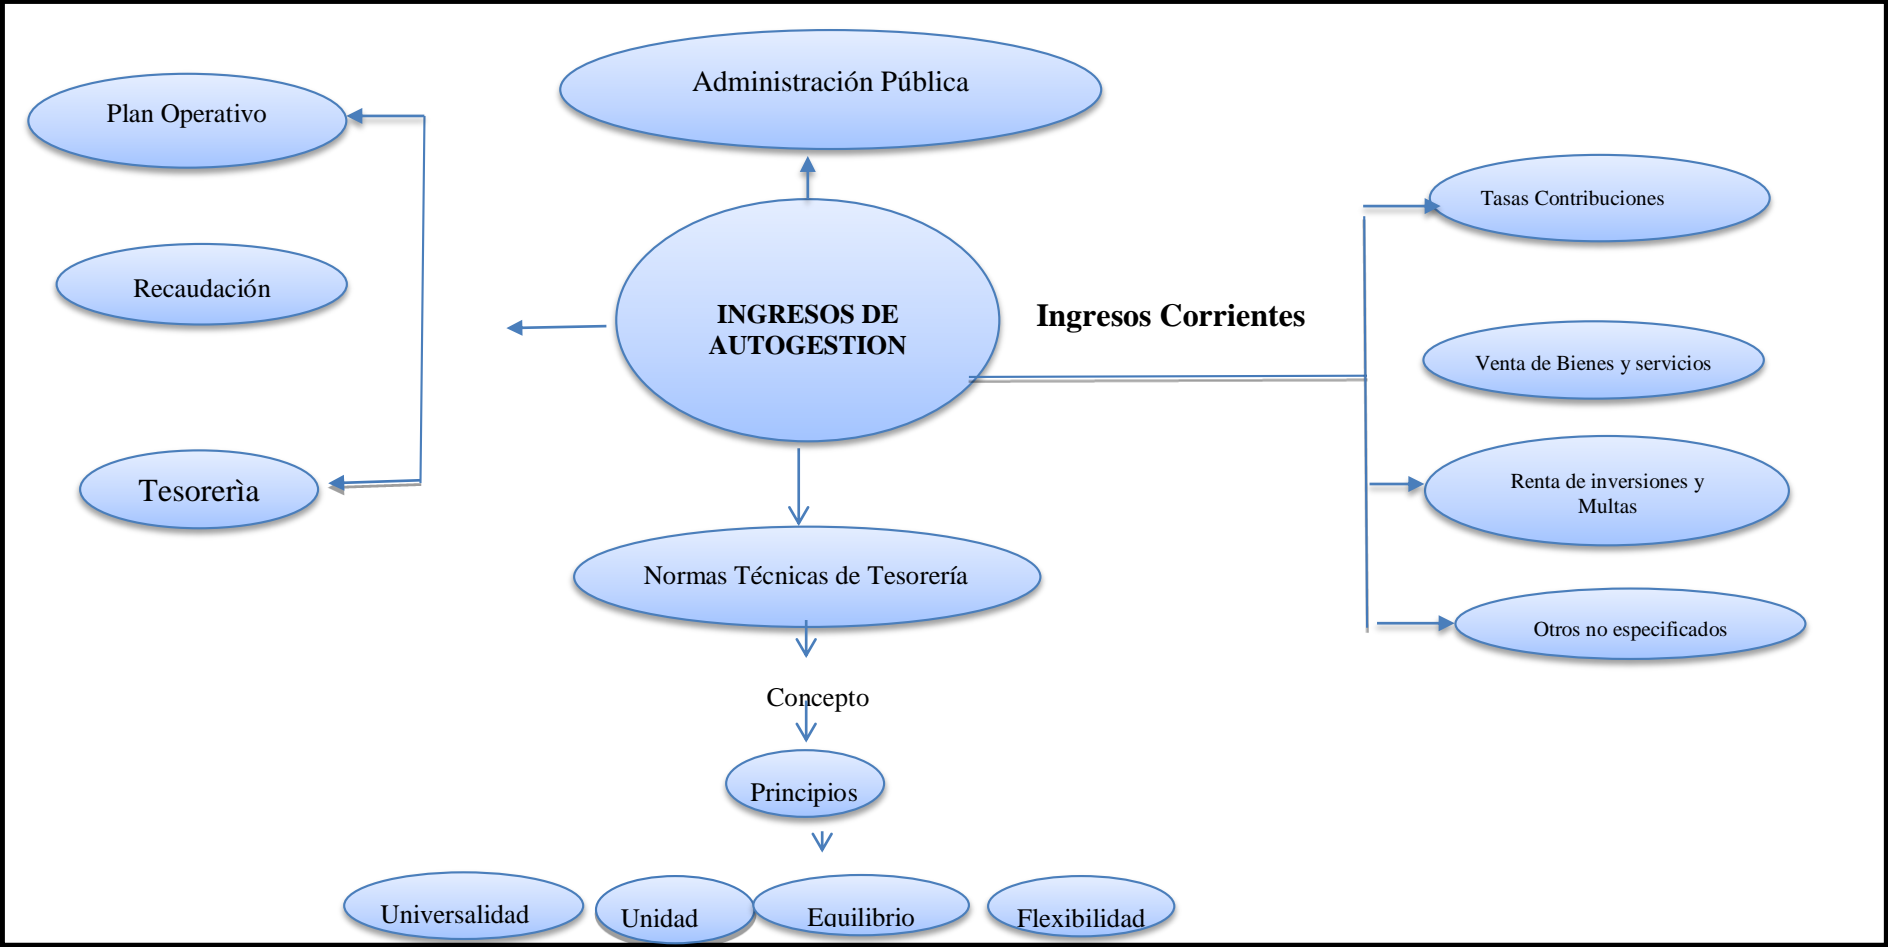 Administración Pública
Plan Operativo
Tasas Contribuciones
Recaudación
INGRESOS DE
AUTOGESTION
Ingresos Corrientes
Venta de Bienes y servicios
Tesorerìa
Renta de inversiones y
Multas
Normas Técnicas de Tesorería
Otros no especificados
Concepto
Principios
Universalidad
Unidad
Equilibrio
Flexibilidad